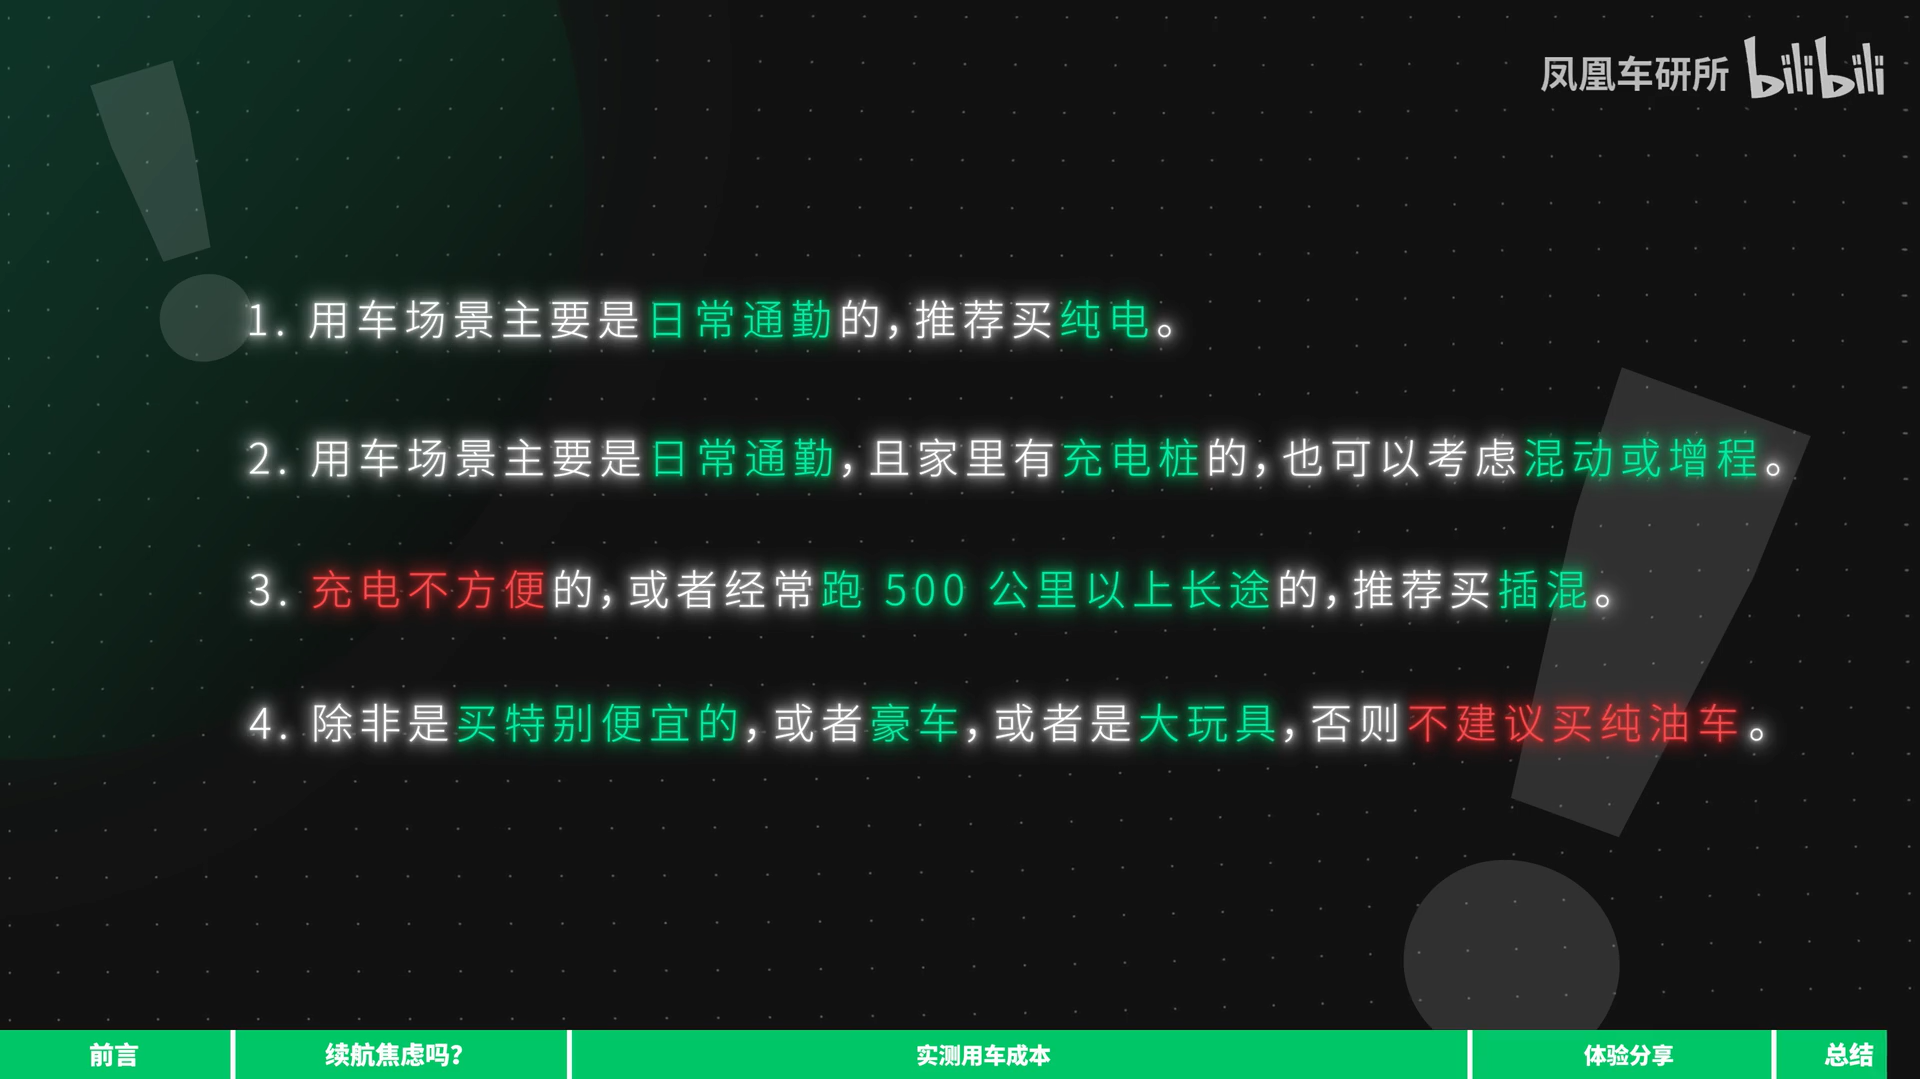 凤凰车研所 bilibili
1. 用车场景主要是日常通勤的，推荐买纯电。
2. 用车场景主要是日常通勤，且家里有充电桩的，也可以考虑混动或增程。
3. 充电不方便的，或者经常跑 500 公里以上长途的，推荐买插混。
4. 除非是买特别便宜的，或者豪车，或者是大玩具，否则不建议买纯油车。
前言 续航焦虑吗？ 实测用车成本 体验分享 总结